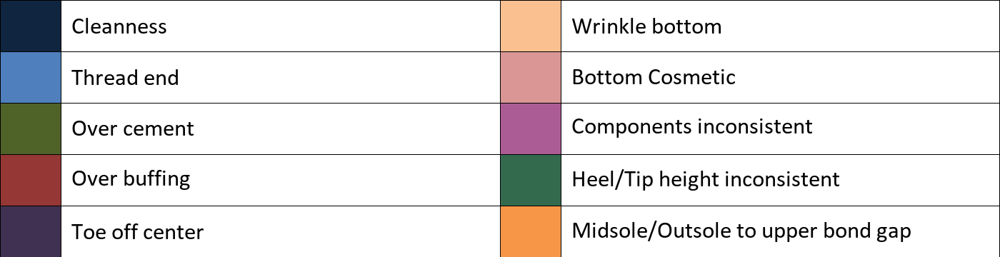 Cleanness
Wrinkle bottom
Thread end
Bottom Cosmetic
Over cement
Components inconsistent
Over buffing
Heel/Tip height inconsistent
Toe off center
Midsole/Outsole to upper bond gap